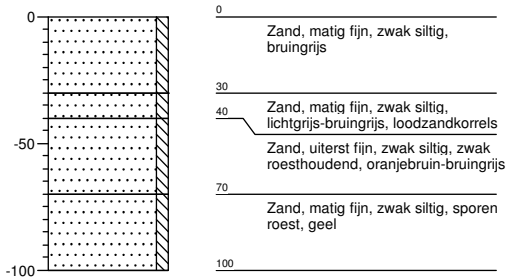 0
0
Zand, matig fijn, zwak siltig,
bruingrijs
30
Zand, matig fijn, zwak siltig,
lichtgrijs-bruingrijs, loodzandkorrels
40
Zand, uiterst fijn, zwak siltig, zwak
roesthoudend, oranjebruin-bruingrijs
-50
70
Zand, matig fijn, zwak siltig, sporen
roest, geel
100
-100